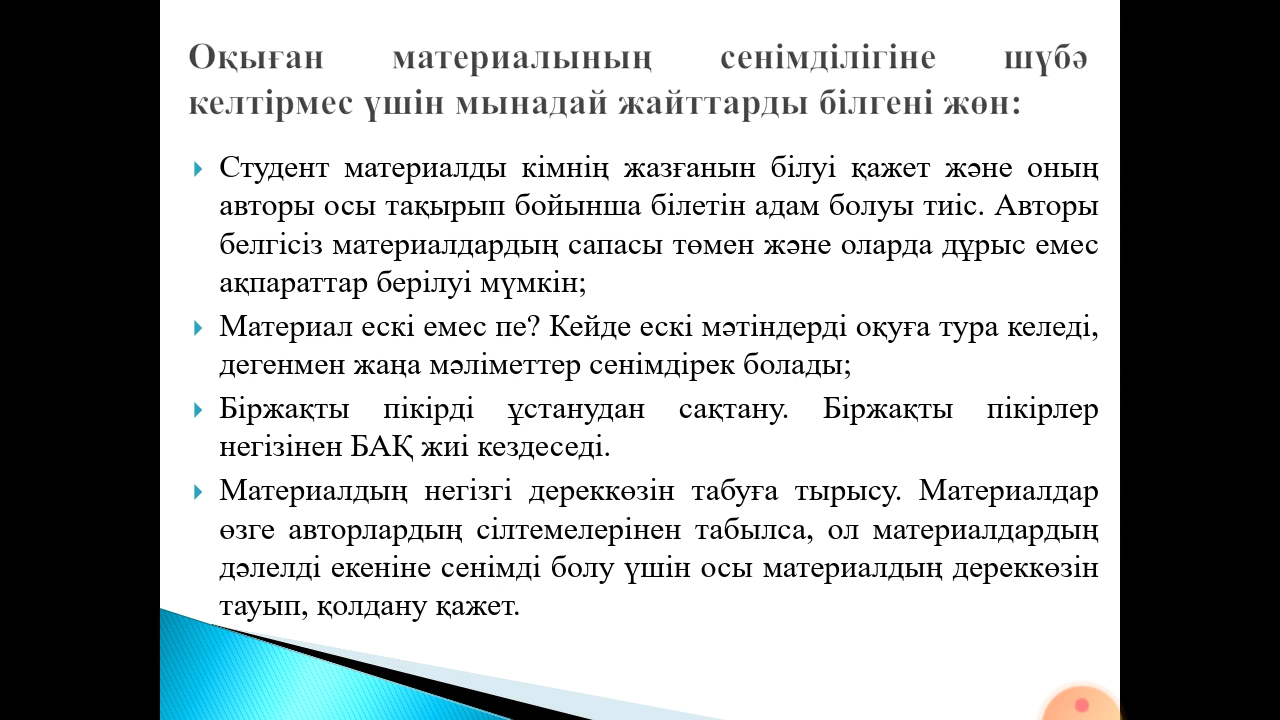 Оқыған материалының сенімділігіне шүбә
келтірмес үшін мынадай жайттарды білгені жөн:
Студент материалды кімнің жазғанын білуі қажет және оның
авторы осы тақырып бойынша білетін адам болуы тиіс. Авторы
белгісіз материалдардың сапасы төмен және оларда дұрыс емес
ақпараттар берілуі мүмкін;
Материал ескі емес пе? Кейде ескі мәтіндерді оқуға тура келеді,
дегенмен жаңа мәліметтер сенімдірек болады;
Біржақты пікірді ұстанудан сақтану. Біржақты пікірлер
негізінен БАҚ жиі кездеседі.
Материалдың негізгі дереккөзін табуға тырысу. Материалдар
өзге авторлардың сілтемелерінен табылса, ол материалдардың
дәлелді екеніне сенімді болу үшін осы материалдың дереккөзін
тауып, қолдану қажет.